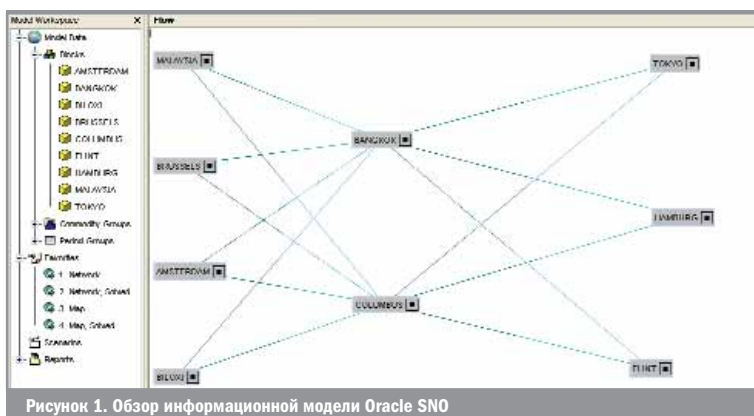 Model Workspace X
Flow
Model Data
Blocks
AMSTERDAM
BANGKOK
BILOXI
BRUSSELS
COLUMBUS
FLINT
HAMBURG
MALAYSIA
TOKYO
Commodity Groups
Period Groups
Favorites
1. Network
2. Network, Solved
3. Map
4. Map, Solved
Scenarios
Reports
MALAYSIA
TOKYO
BANGKOK
BRUSSELS
HAMBURG
AMSTERDAM
COLUMBUS
FLINT
BILOXI
Рисунок 1. Обзор информационной модели Oracle SNO